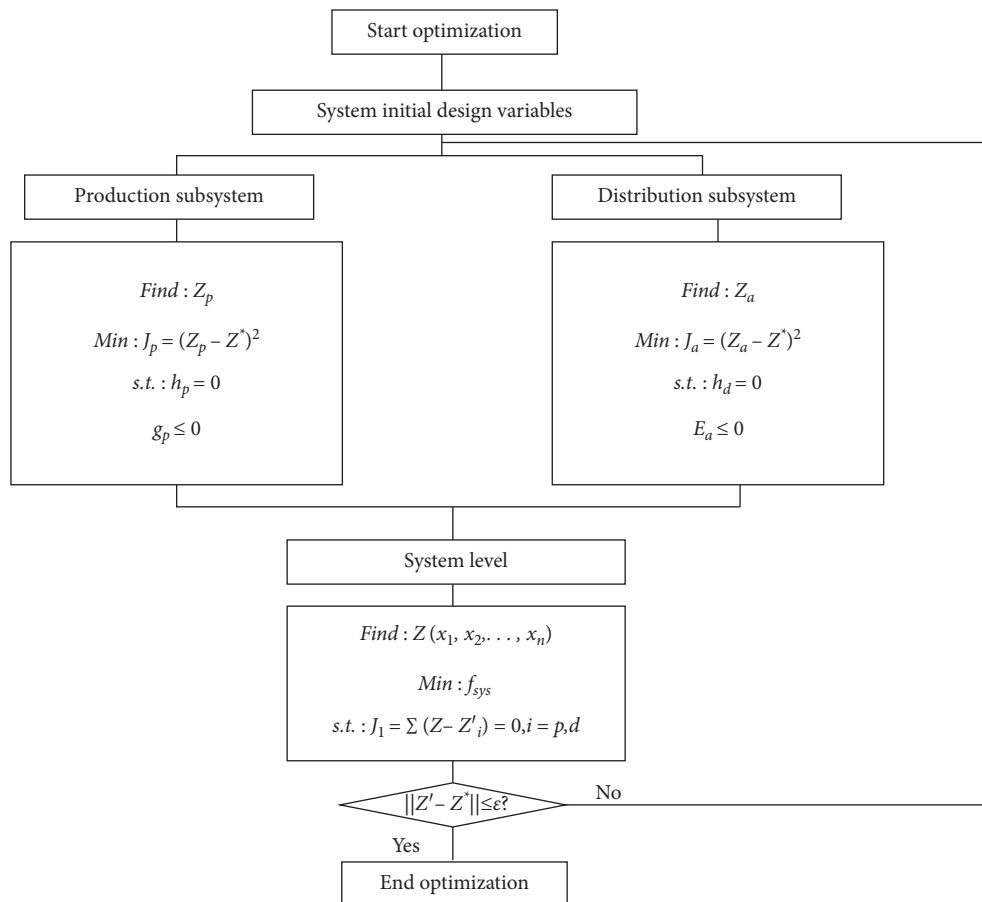 Start optimization
System initial design variables
Production subsystem
Distribution subsystem
Find : Z_p
Min : J_p = (Z_p – Z^*)^2
s.t. : h_p = 0
g_p ≤ 0
Find : Z_a
Min : J_a = (Z_a – Z^*)^2
s.t. : h_d = 0
E_a ≤ 0
System level
Find : Z (x_1, x_2,. . . , x_n)
Min : f_sys
s.t. : J_1 = ∑ (Z– Z'_i) = 0,i = p,d
||Z' – Z^*||≤ε?
No
Yes
End optimization